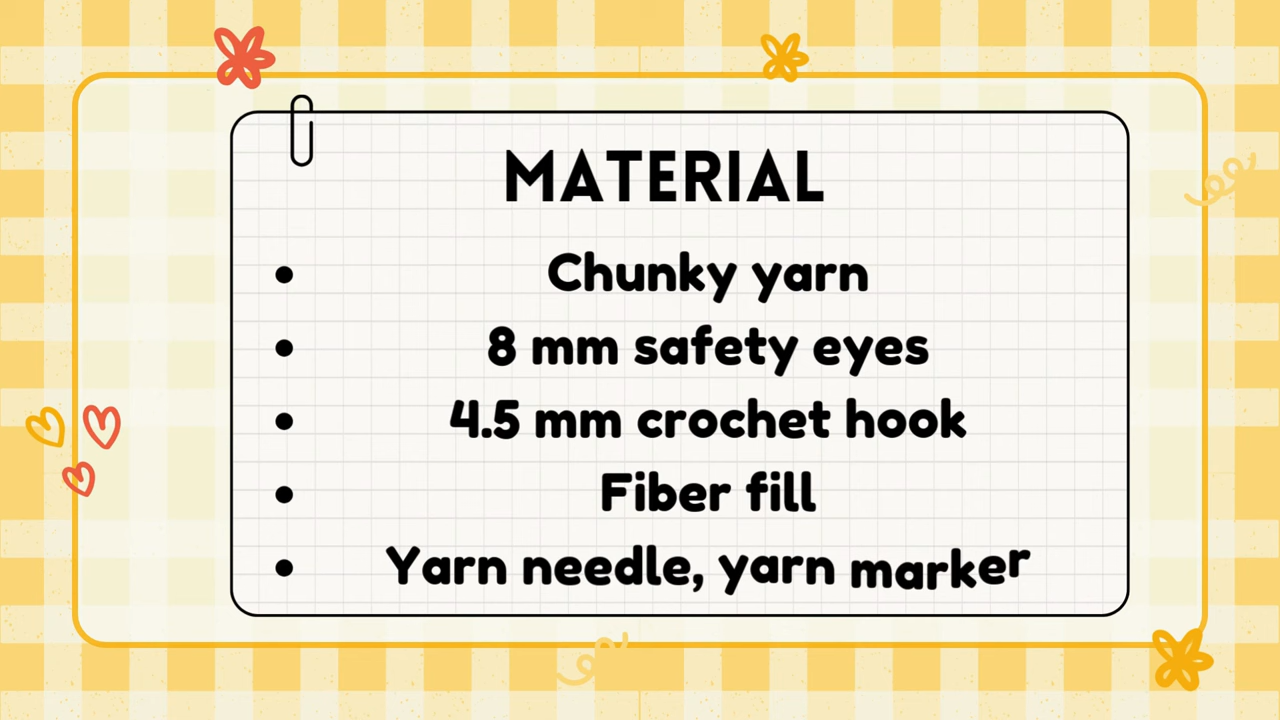 MATERIAL
• Chunky yarn
• 8 mm safety eyes
• 4.5 mm crochet hook
• Fiber fill
• Yarn needle, yarn marker